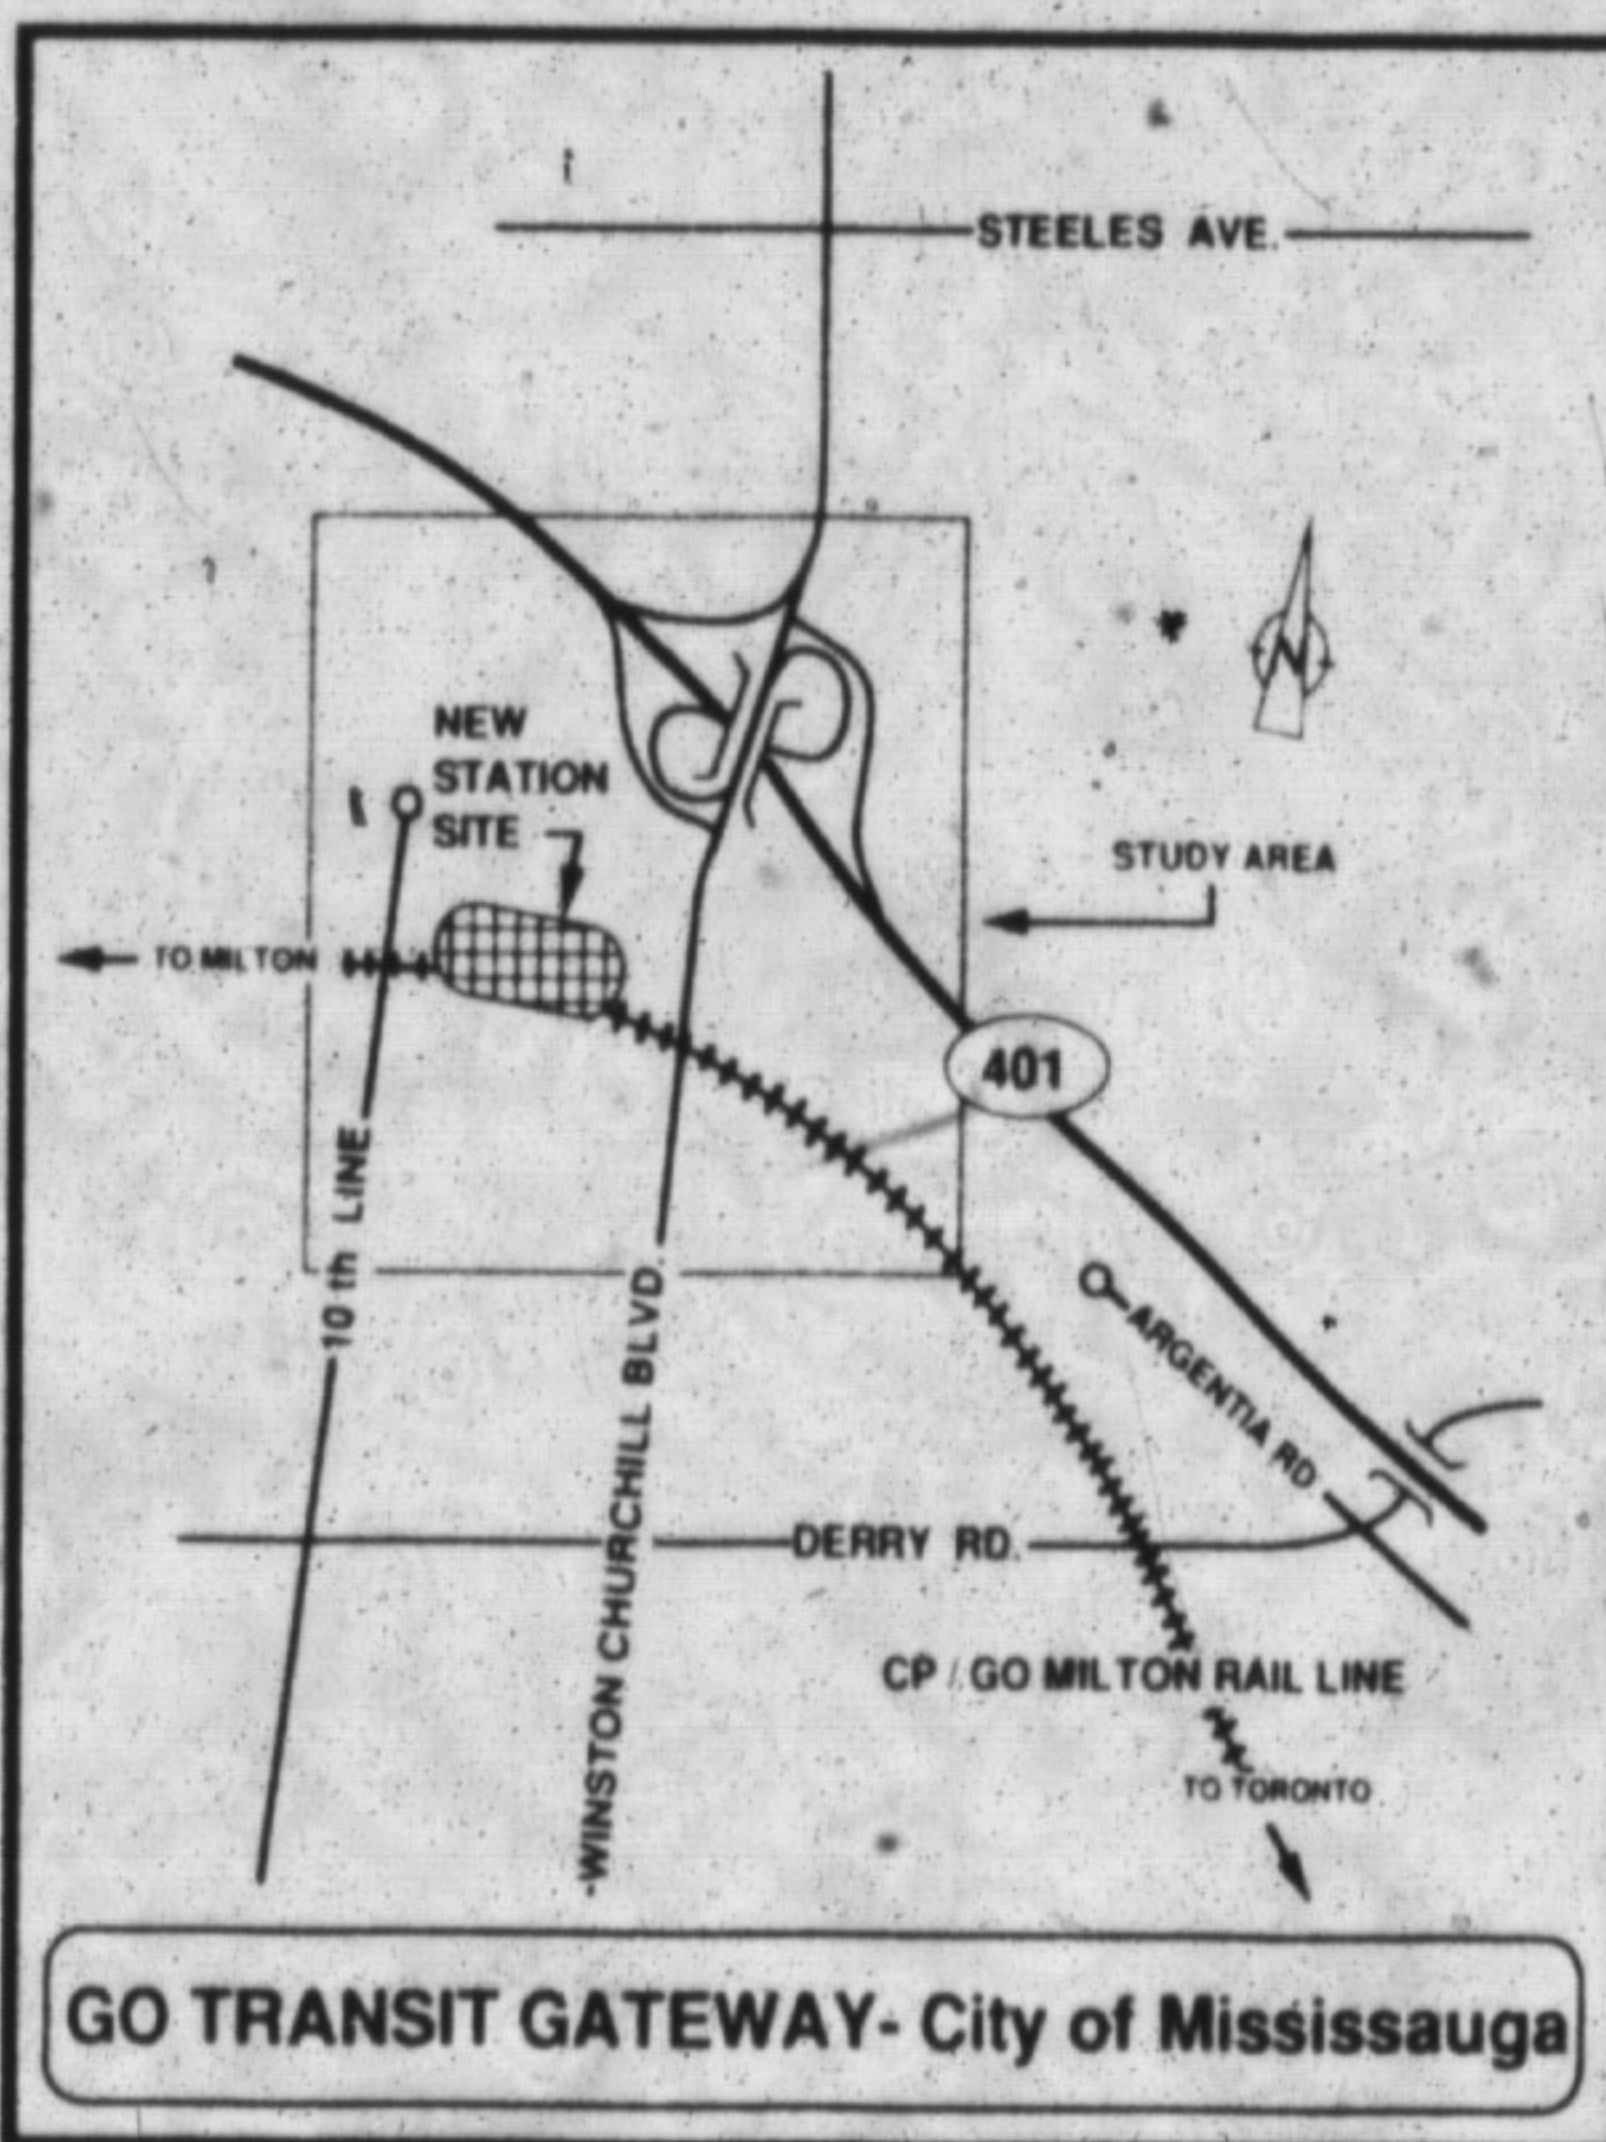 STEELES AVE.
N
NEW
STATION
SITE
STUDY AREA
TO MILTON
401
10 th LINE
WINSTON CHURCHILL BLVD.
ARGENTIA RD
DERRY RD.
CP / GO MILTON RAIL LINE
TO TORONTO
GO TRANSIT GATEWAY- City of Mississauga